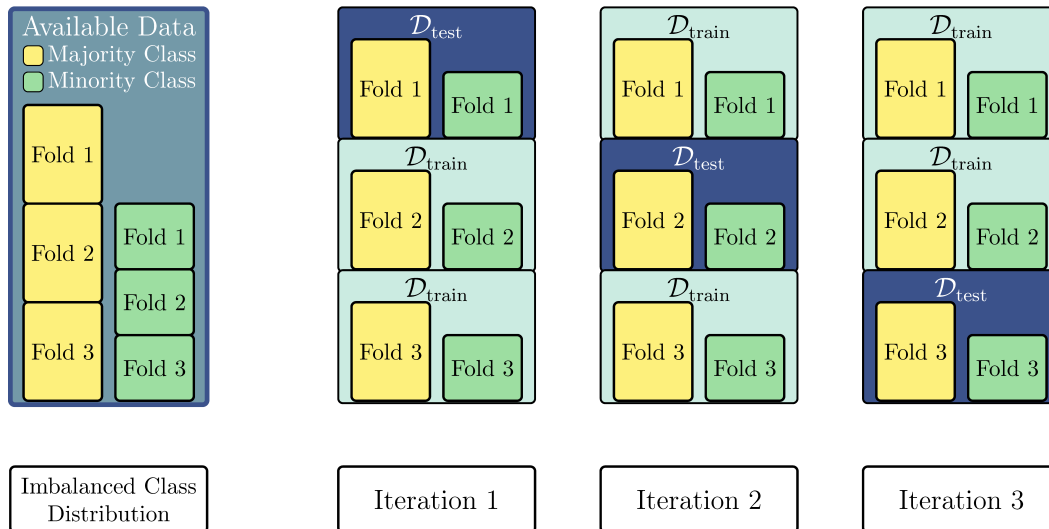 Available Data
Majority Class
Minority Class
Fold 1
Fold 2
Fold 3
Fold 1
Fold 2
Fold 3
Imbalanced Class
Distribution
𝒟test
Fold 1 Fold 1
𝒟train
Fold 2 Fold 2
𝒟train
Fold 3 Fold 3
Iteration 1
𝒟train
Fold 1 Fold 1
𝒟test
Fold 2 Fold 2
𝒟train
Fold 3 Fold 3
Iteration 2
𝒟train
Fold 1 Fold 1
𝒟train
Fold 2 Fold 2
𝒟test
Fold 3 Fold 3
Iteration 3